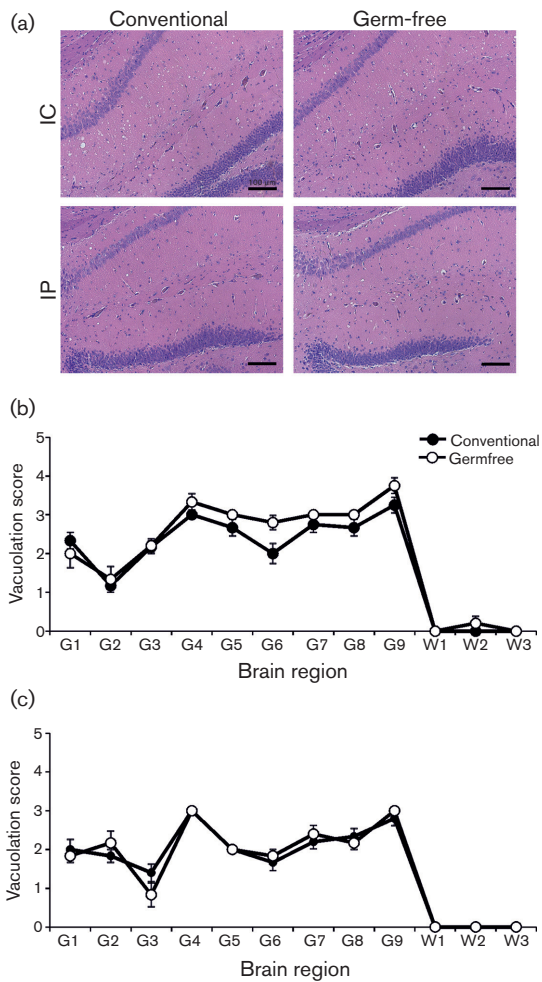 (a)
Conventional
Germ-free
IC
100 µm
IP
(b)
5
4
3
2
1
0
Vacuolation score
Conventional
Germfree
G1 G2 G3 G4 G5 G6 G7 G8 G9 W1 W2 W3
Brain region
(c)
5
4
3
2
1
0
Vacuolation score
G1 G2 G3 G4 G5 G6 G7 G8 G9 W1 W2 W3
Brain region